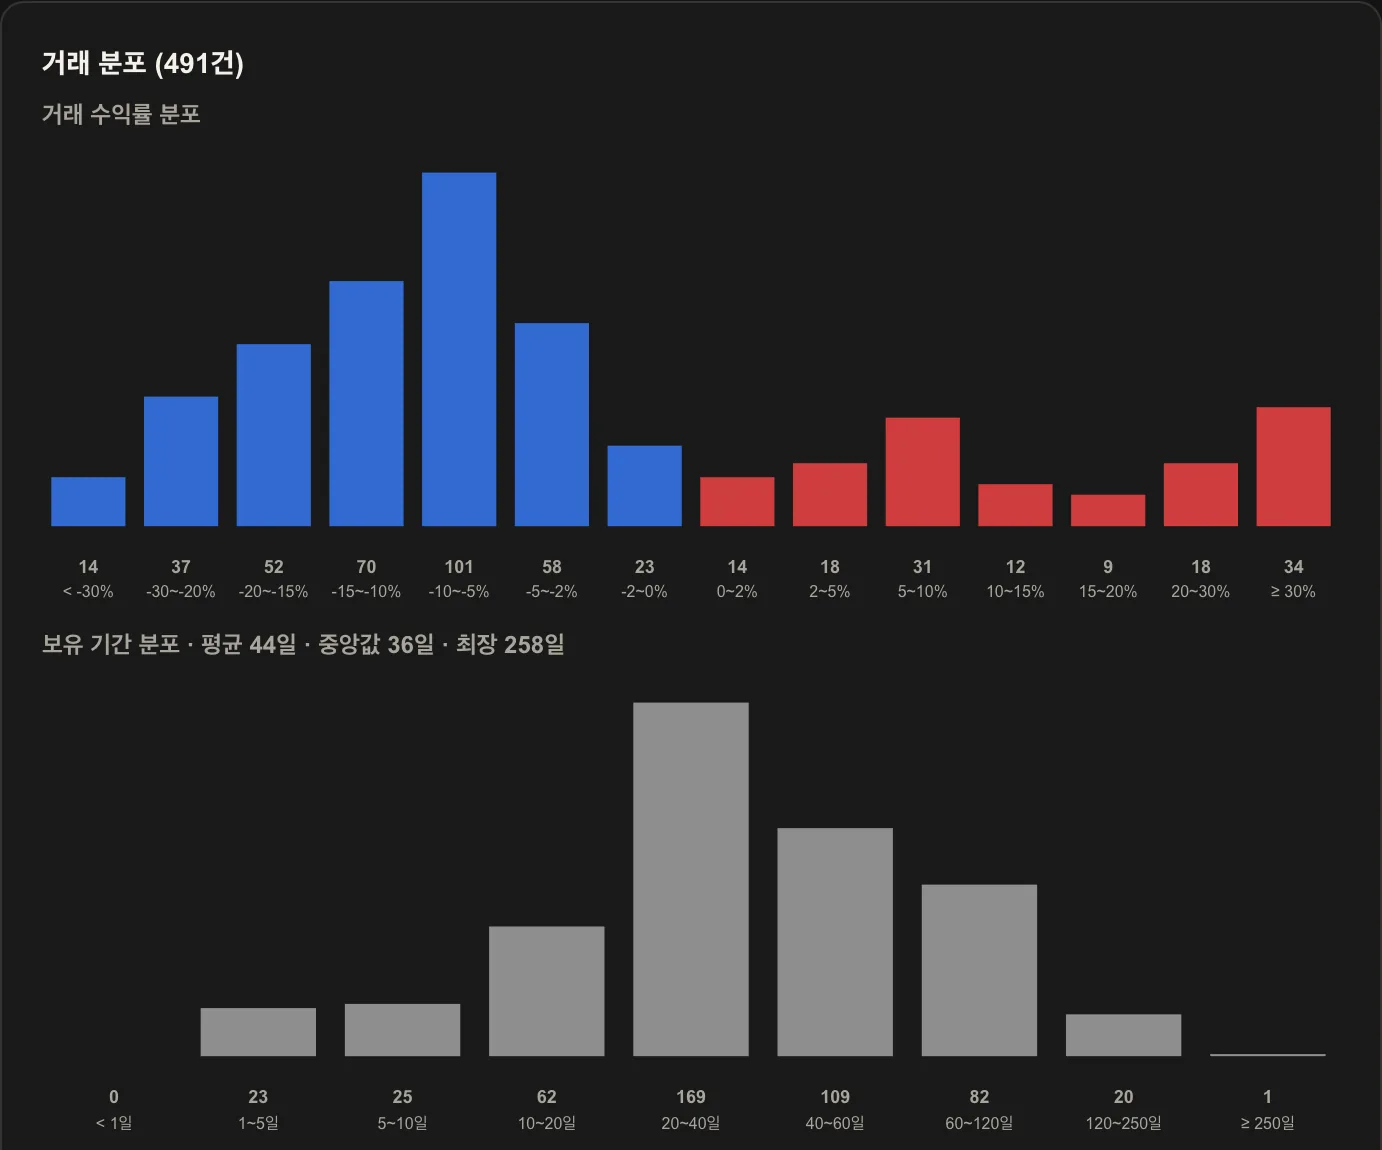 거래 분포 (491건)
거래 수익률 분포
14 37 52 70 101 58 23 14 18 31 12 9 18 34
< -30% -30~-20% -20~-15% -15~-10% -10~-5% -5~-2% -2~0% 0~2% 2~5% 5~10% 10~15% 15~20% 20~30% ≥ 30%
보유 기간 분포 · 평균 44일 · 중앙값 36일 · 최장 258일
0 23 25 62 169 109 82 20 1
< 1일 1~5일 5~10일 10~20일 20~40일 40~60일 60~120일 120~250일 ≥ 250일